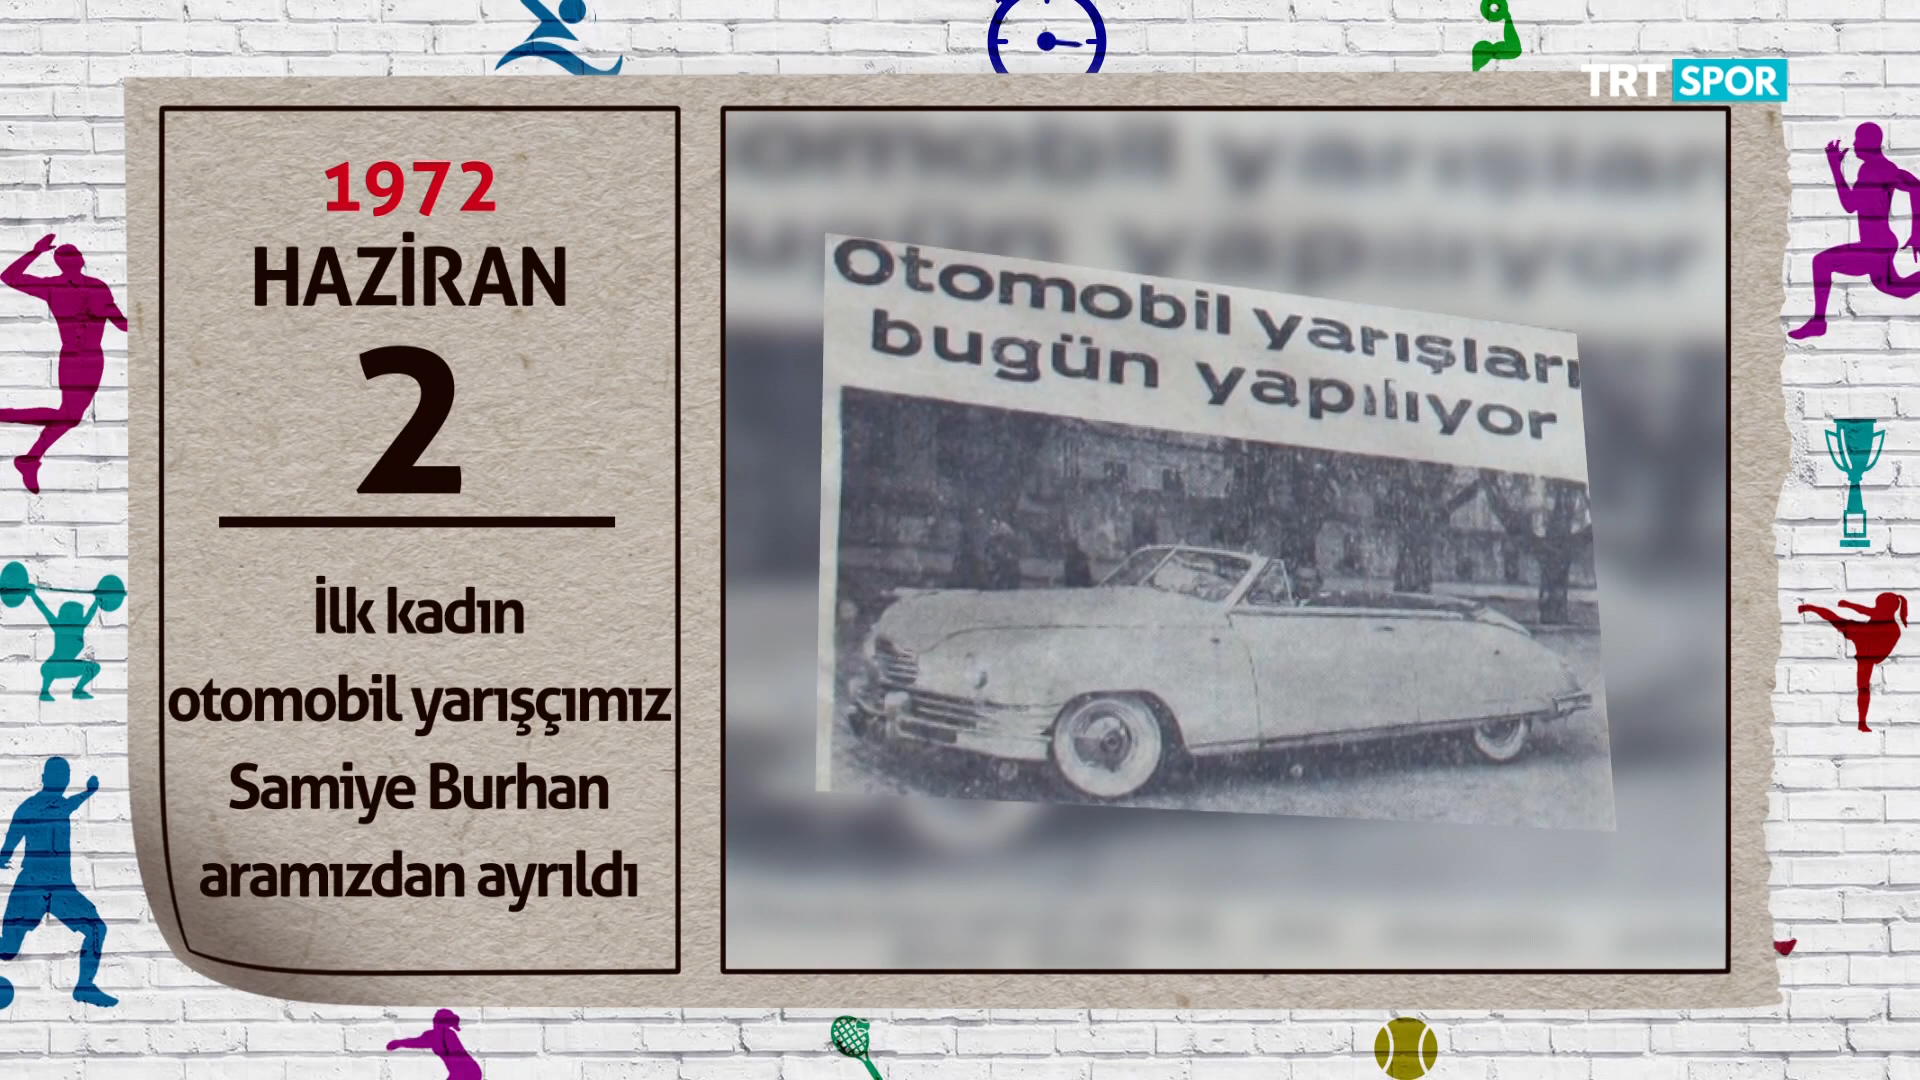 TRT SPOR
1972
HAZİRAN
2
İlk kadın
otomobil yarışçımız
Samiye Burhan
aramızdan ayrıldı
Otomobil yarışları
bugün yapılıyor